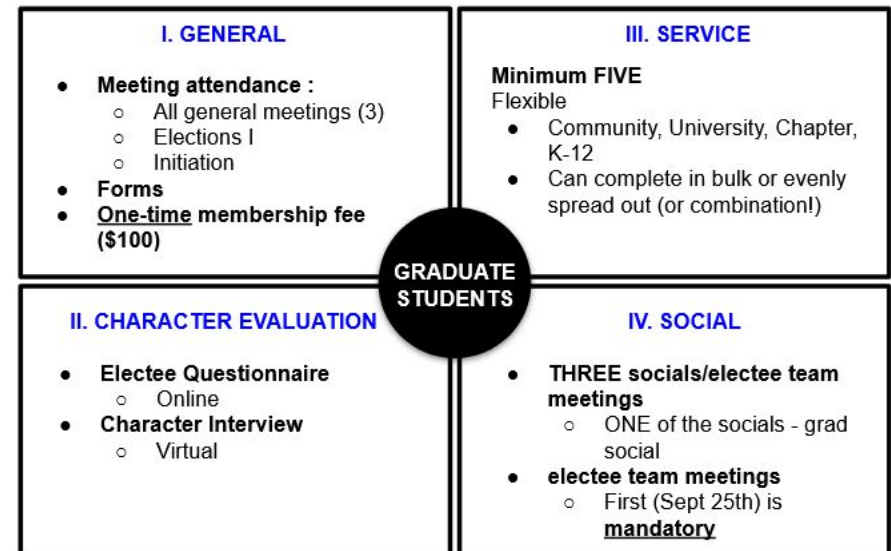 I. GENERAL
● Meeting attendance :
○ All general meetings (3)
○ Elections I
○ Initiation
● Forms
● One-time membership fee
($100)
III. SERVICE
Minimum FIVE
Flexible
● Community, University, Chapter,
K-12
● Can complete in bulk or evenly
spread out (or combination!)
GRADUATE
STUDENTS
II. CHARACTER EVALUATION
● Electee Questionnaire
○ Online
● Character Interview
○ Virtual
IV. SOCIAL
● THREE socials/electee team
meetings
○ ONE of the socials - grad
social
● electee team meetings
○ First (Sept 25th) is
mandatory